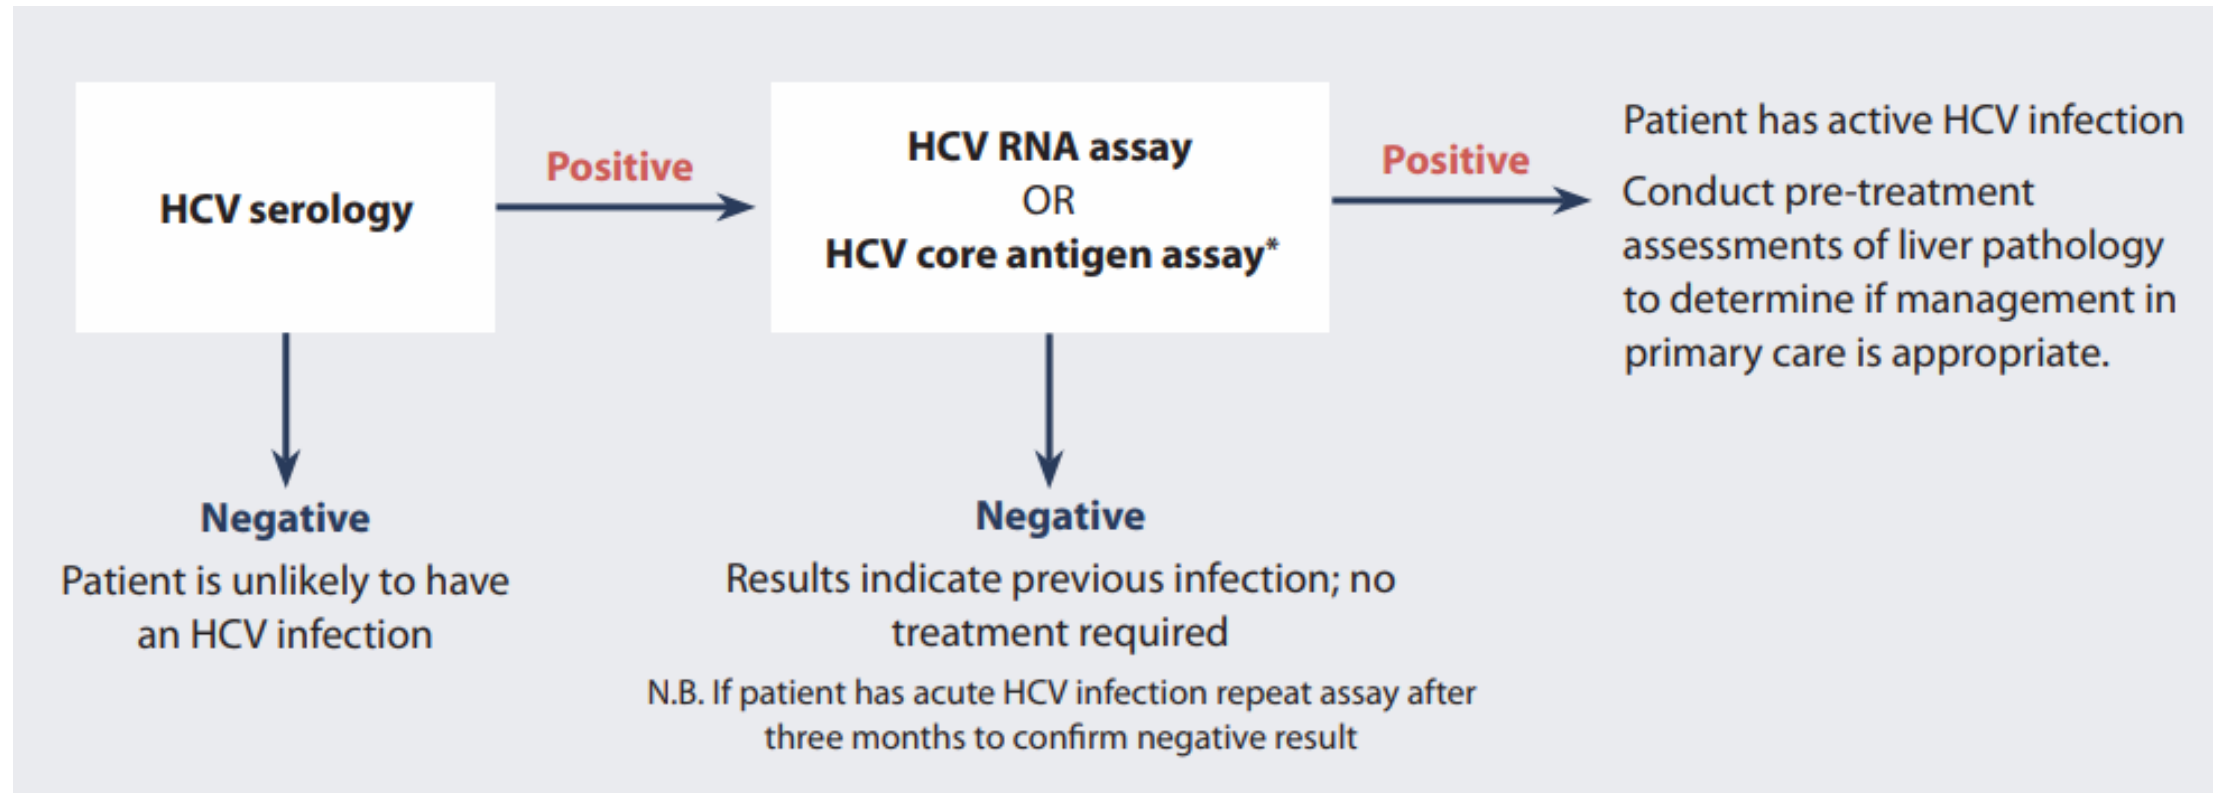 HCV serology
Positive
HCV RNA assay
OR
HCV core antigen assay*
Positive
Patient has active HCV infection
Conduct pre-treatment
assessments of liver pathology
to determine if management in
primary care is appropriate.
Negative
Patient is unlikely to have
an HCV infection
Negative
Results indicate previous infection; no
treatment required
N.B. If patient has acute HCV infection repeat assay after
three months to confirm negative result